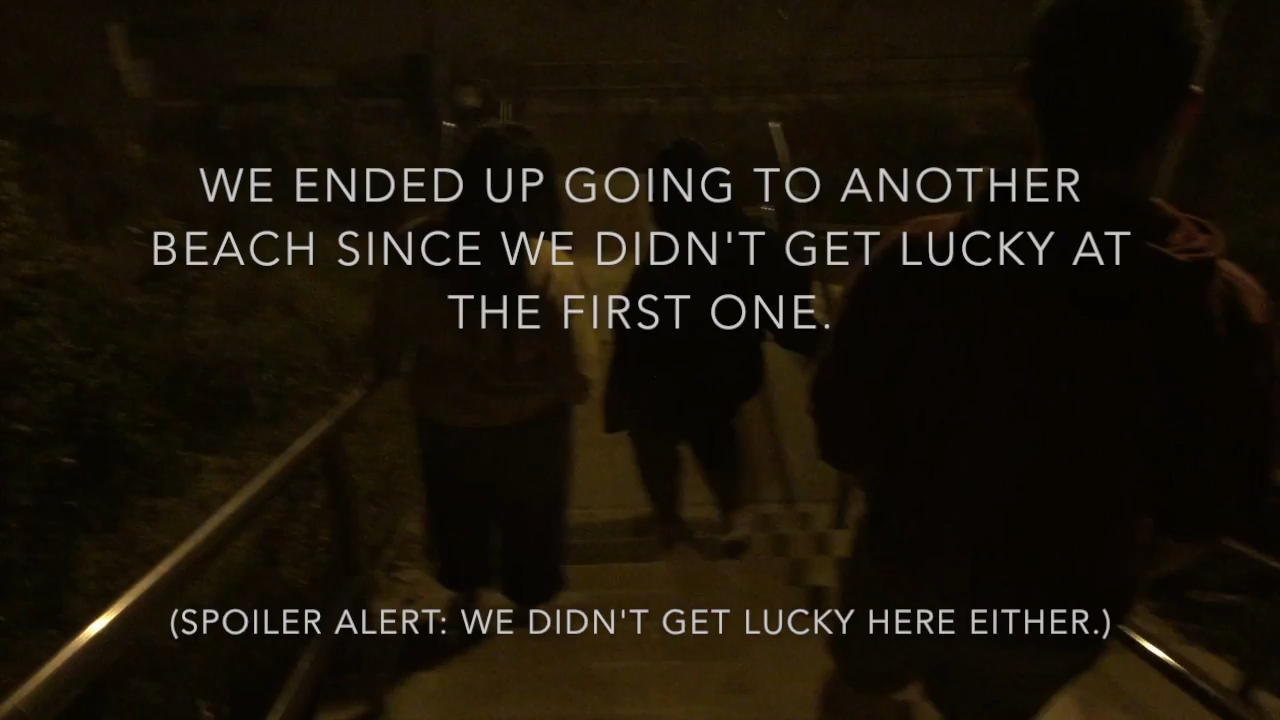 WE ENDED UP GOING TO ANOTHER
BEACH SINCE WE DIDN'T GET LUCKY AT
THE FIRST ONE.
(SPOILER ALERT: WE DIDN'T GET LUCKY HERE EITHER.)